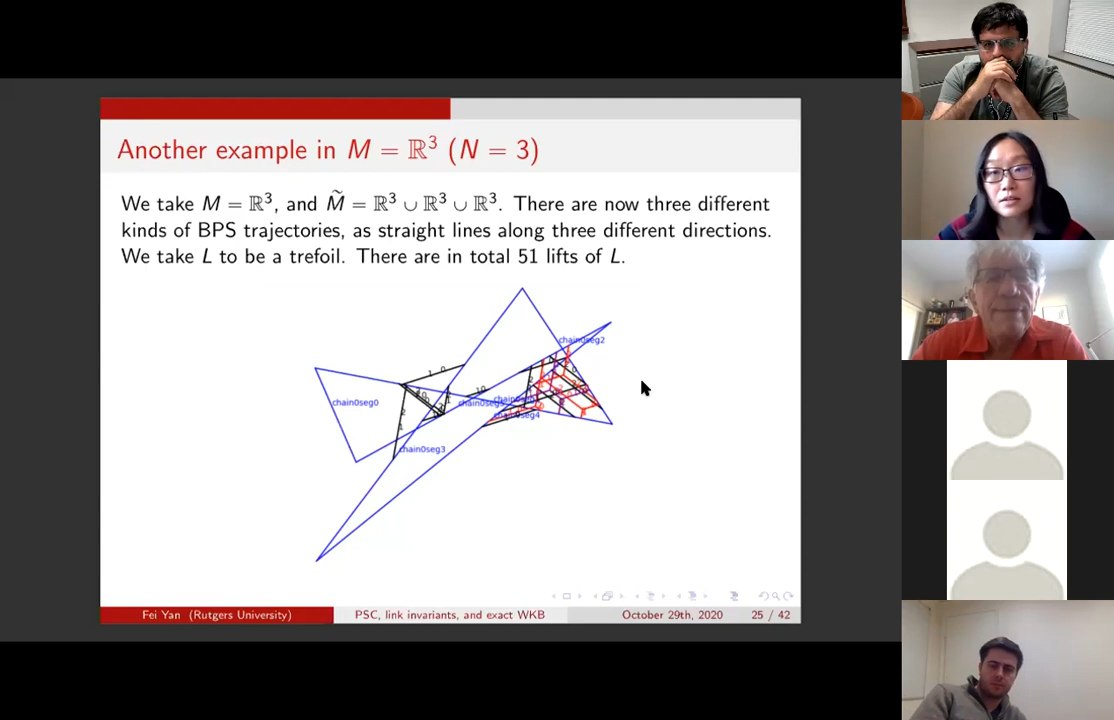 Another example in M = ℝ³ (N = 3)
We take M = ℝ³, and M̃ = ℝ³ ∪ ℝ³ ∪ ℝ³. There are now three different
kinds of BPS trajectories, as straight lines along three different directions.
We take L to be a trefoil. There are in total 51 lifts of L.
chain0seg2
chain0seg0
chain0seg4
chain0seg3
Fei Yan (Rutgers University)
PSC, link invariants, and exact WKB
October 29th, 2020
25 / 42